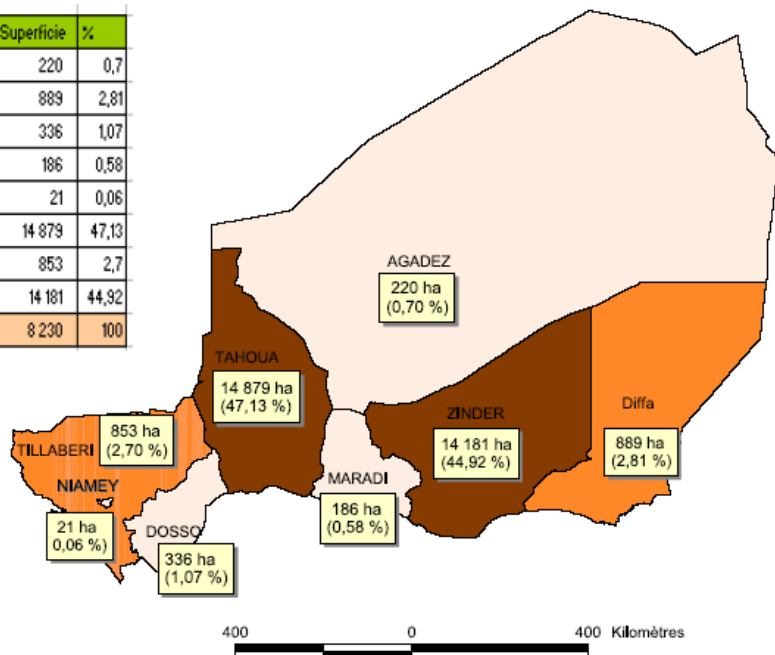 Superficie %
220 0,7
889 2,81
336 1,07
186 0,58
21 0,06
14 879 47,13
853 2,7
14 181 44,92
8 230 100
AGADEZ
220 ha
(0,70 %)
TAHOUA
14 879 ha
(47,13 %)
ZINDER
14 181 ha
(44,92 %)
Diffa
889 ha
(2,81 %)
TILLABERI
853 ha
(2,70 %)
NIAMEY
21 ha
0,06 %)
DOSSO
336 ha
(1,07 %)
MARADI
186 ha
(0,58 %)
400 0 400 Kilomètres